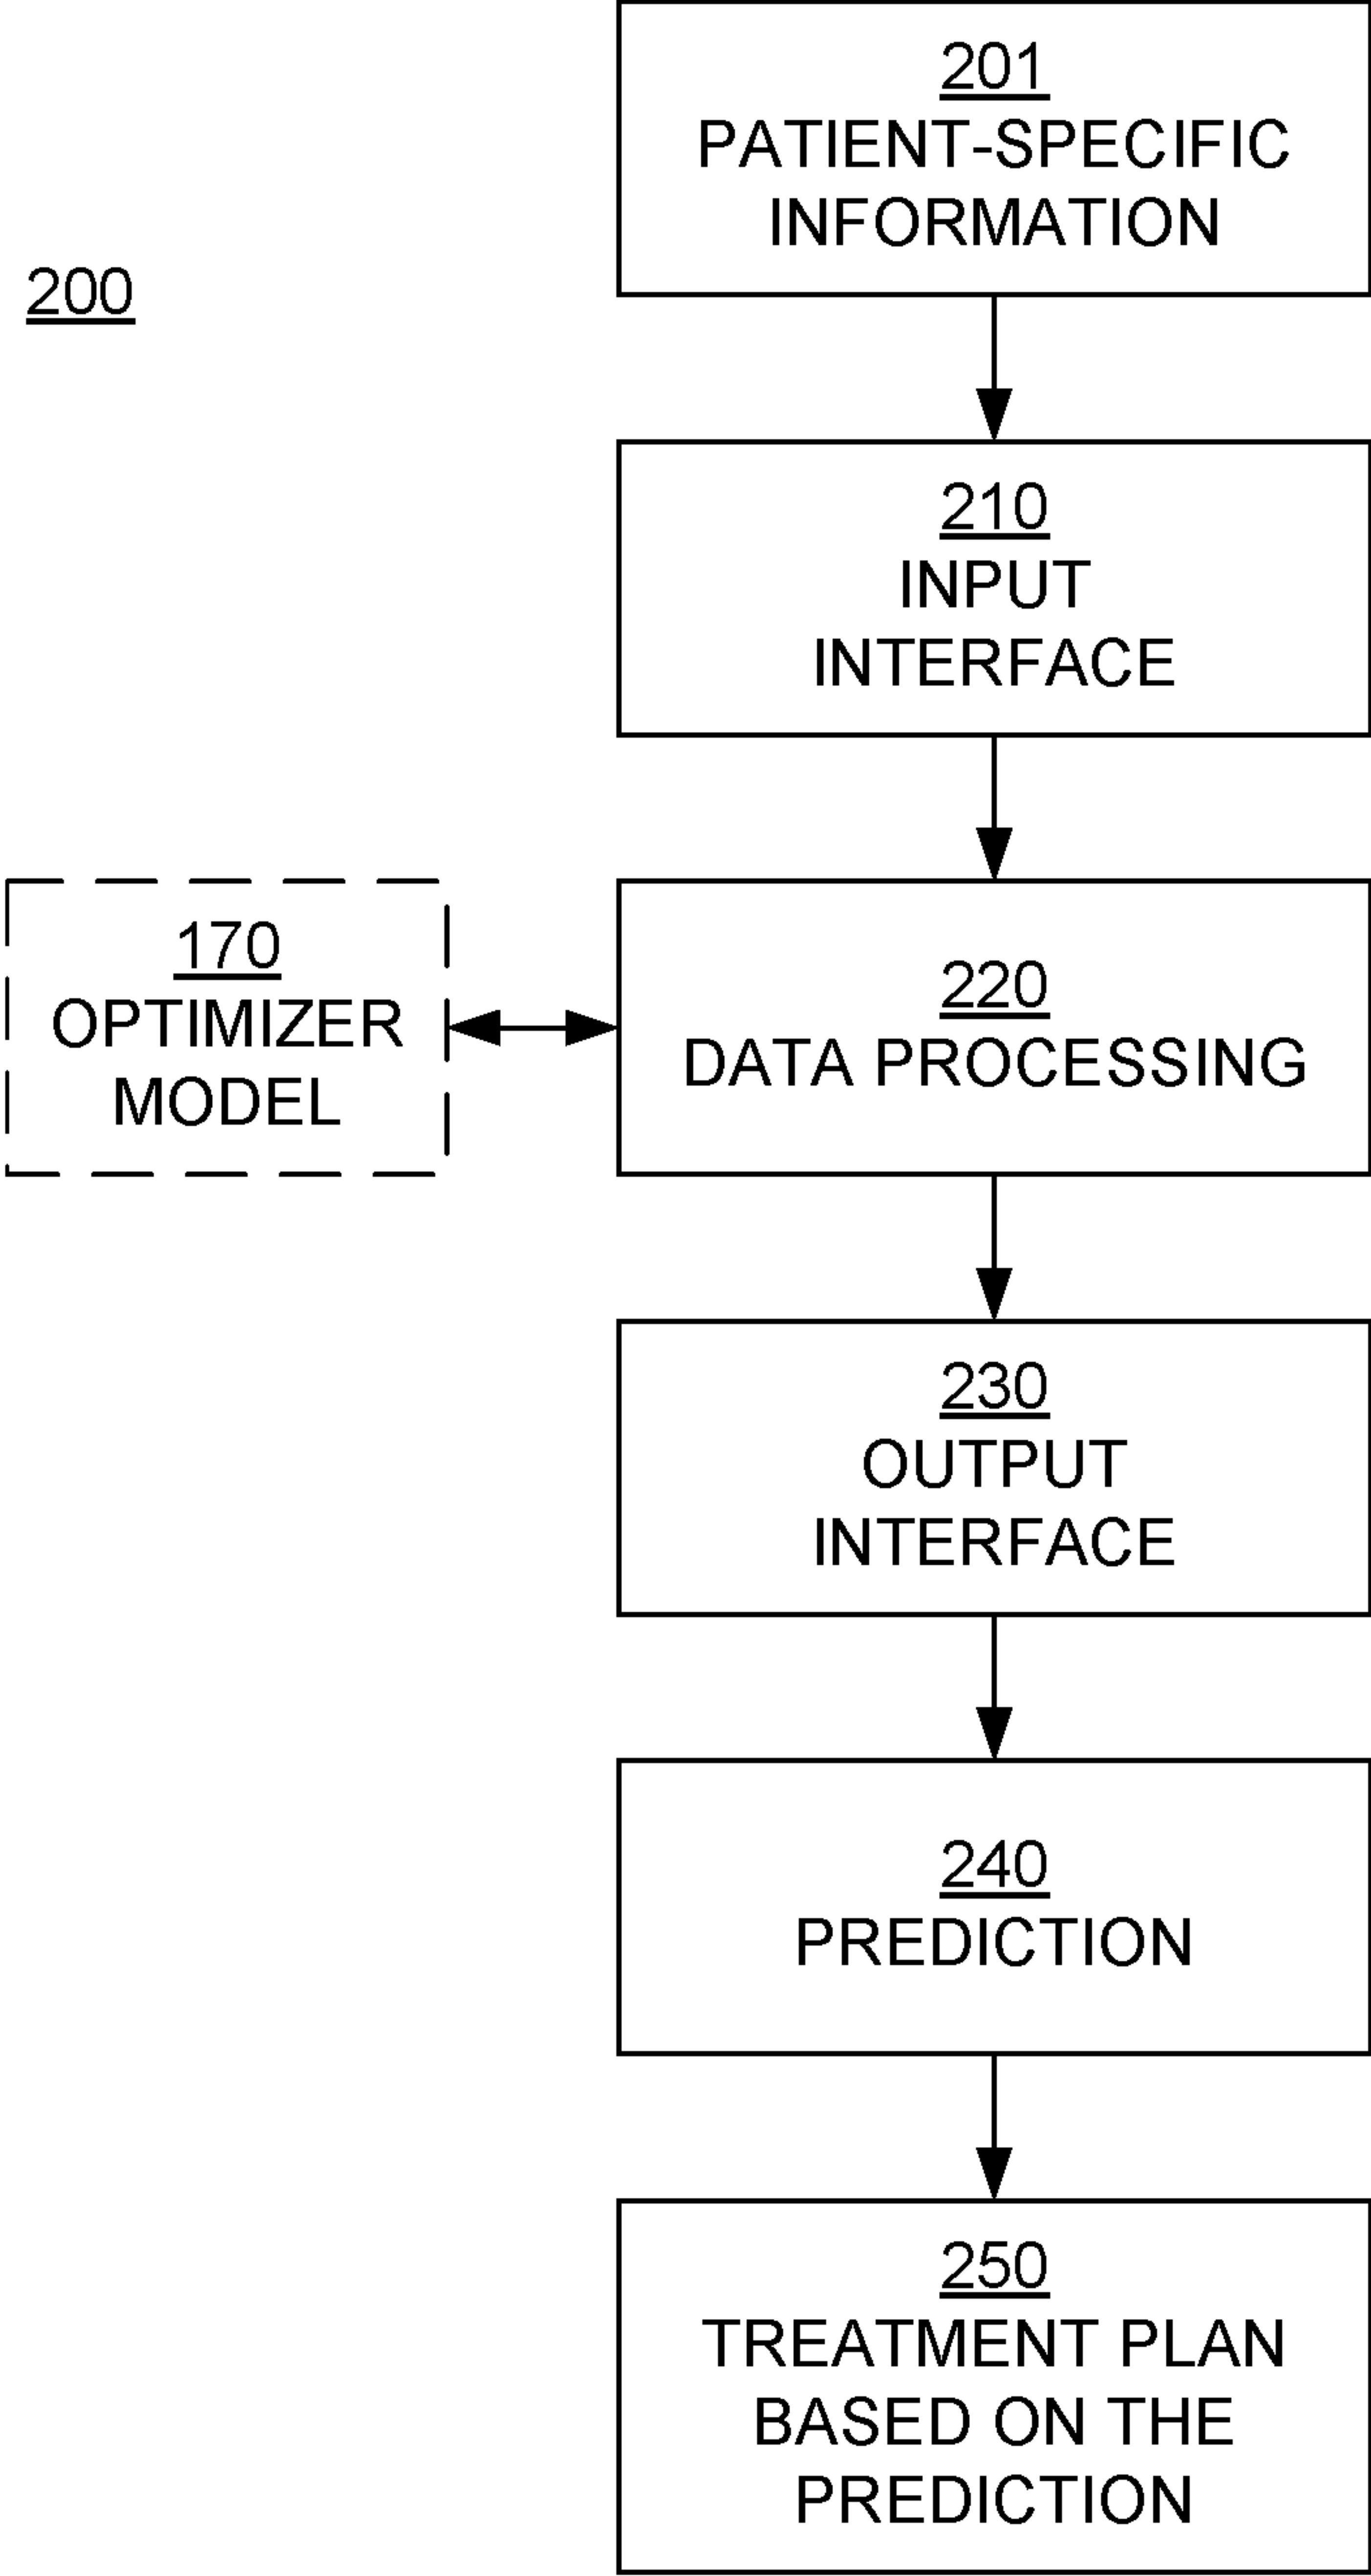 201
PATIENT-SPECIFIC
INFORMATION
200
210
INPUT
INTERFACE
170
OPTIMIZER
MODEL
220
DATA PROCESSING
230
OUTPUT
INTERFACE
240
PREDICTION
250
TREATMENT PLAN
BASED ON THE
PREDICTION